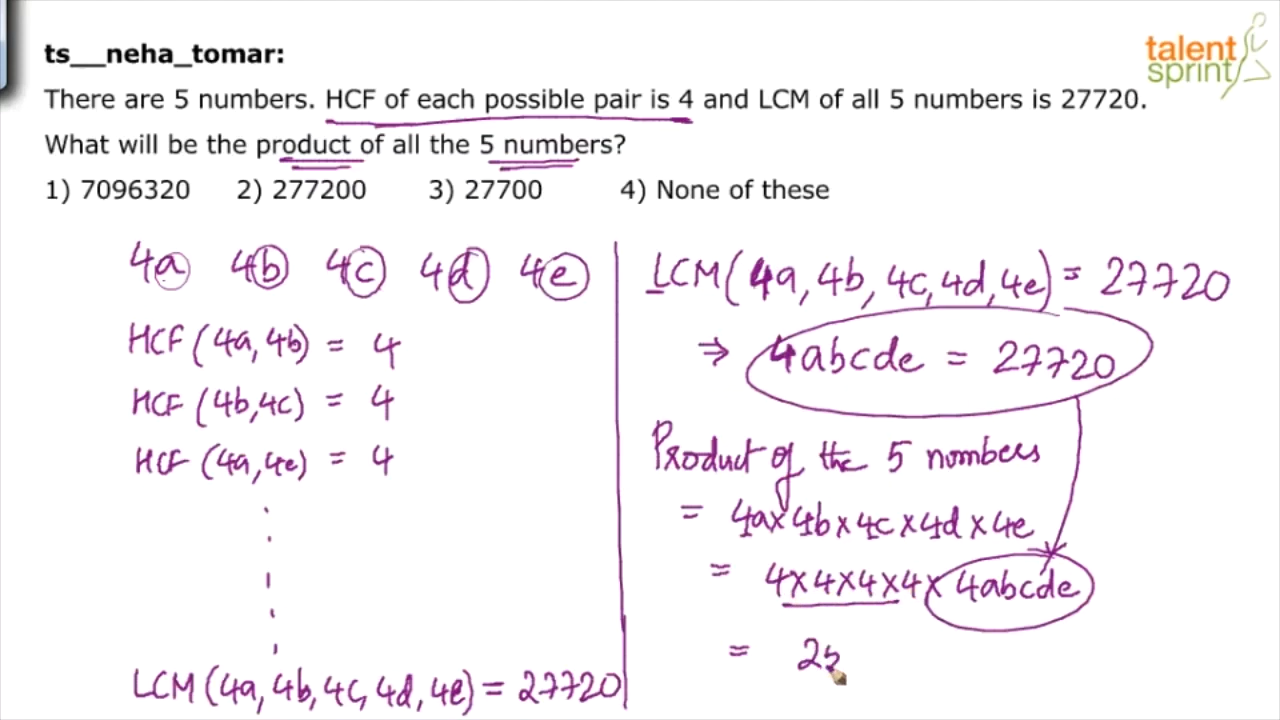 talent
sprint
ts__neha_tomar:
There are 5 numbers. HCF of each possible pair is 4 and LCM of all 5 numbers is 27720.
What will be the product of all the 5 numbers?
1) 7096320 2) 277200 3) 27700 4) None of these
4a 4b 4c 4d 4e
HCF (4a, 4b) = 4
HCF (4b, 4c) = 4
HCF (4a, 4e) = 4
LCM (4a, 4b, 4c, 4d, 4e) = 27720
LCM (4a, 4b, 4c, 4d, 4e) = 27720
⇒ 4abcde = 27720
Product of the 5 numbers
= 4a × 4b × 4c × 4d × 4e
= 4 × 4 × 4 × 4 × 4abcde
= 25